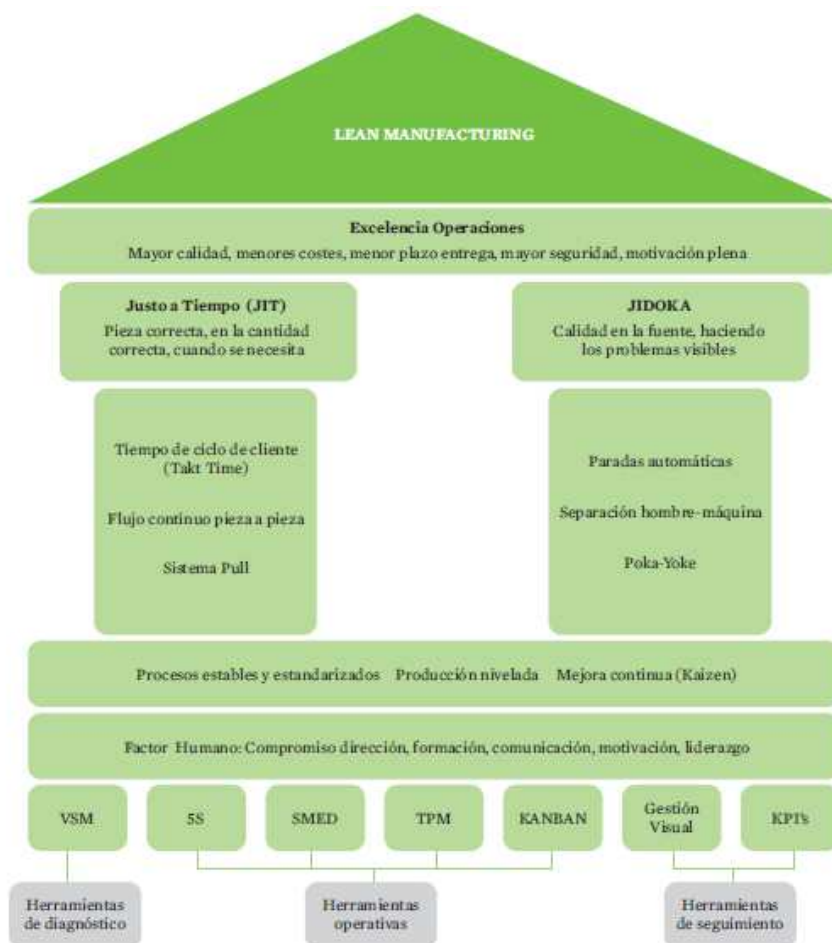 LEAN MANUFACTURING
Excelencia Operaciones
Mayor calidad, menores costes, menor plazo entrega, mayor seguridad, motivación plena
Justo a Tiempo (JIT)
Pieza correcta, en la cantidad
correcta, cuando se necesita
JIDOKA
Calidad en la fuente, haciendo
los problemas visibles
Tiempo de ciclo de cliente
(Takt Time)
Flujo continuo pieza a pieza
Sistema Pull
Paradas automáticas
Separación hombre-máquina
Poka-Yoke
Procesos estables y estandarizados Producción nivelada Mejora continua (Kaizen)
Factor Humano: Compromiso dirección, formación, comunicación, motivación, liderazgo
VSM
5S
SMED
TPM
KANBAN
Gestión
Visual
KPI's
Herramientas
de diagnóstico
Herramientas
operativas
Herramientas
de seguimiento